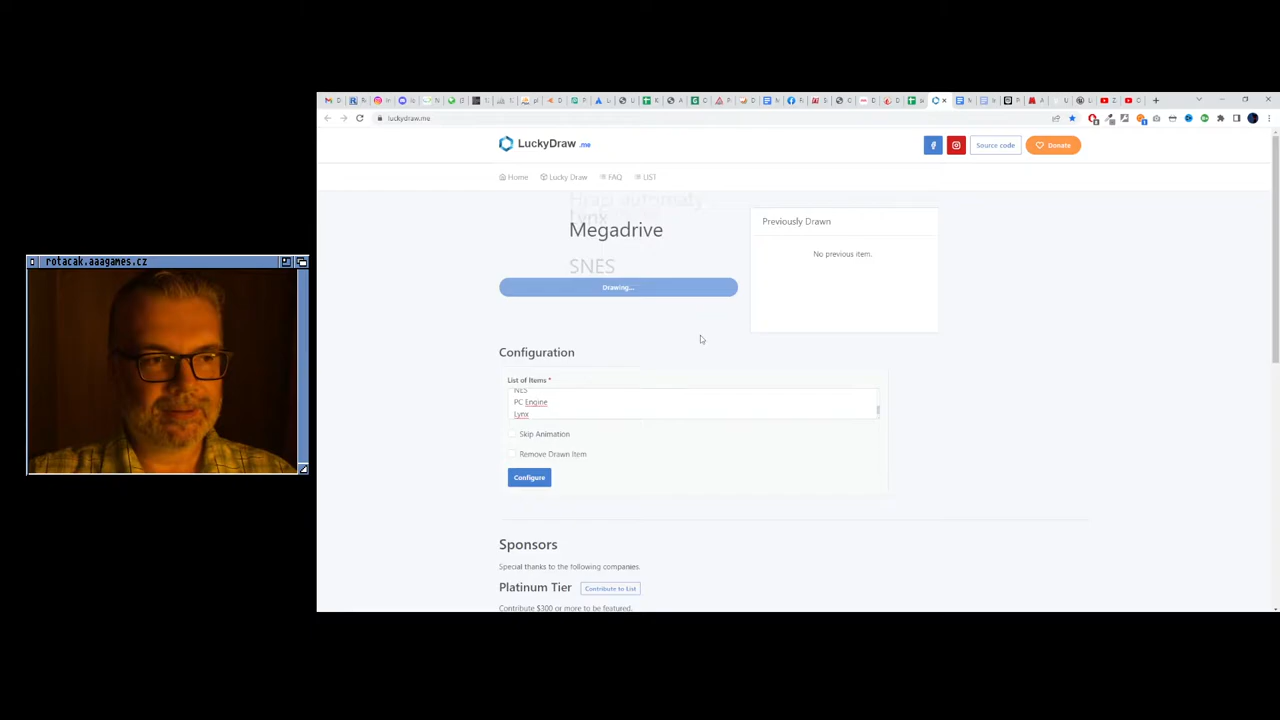 rotacak.aaagames.cz
luckydraw.me
LuckyDraw .me
Source code
Donate
Home
Lucky Draw
FAQ
LIST
Lynx
Megadrive
SNES
Drawing...
Previously Drawn
No previous item.
Configuration
List of Items *
NES
PC Engine
Lynx
Skip Animation
Remove Drawn Item
Configure
Sponsors
Special thanks to the following companies.
Platinum Tier
Contribute to List
Contribute $300 or more to be featured.